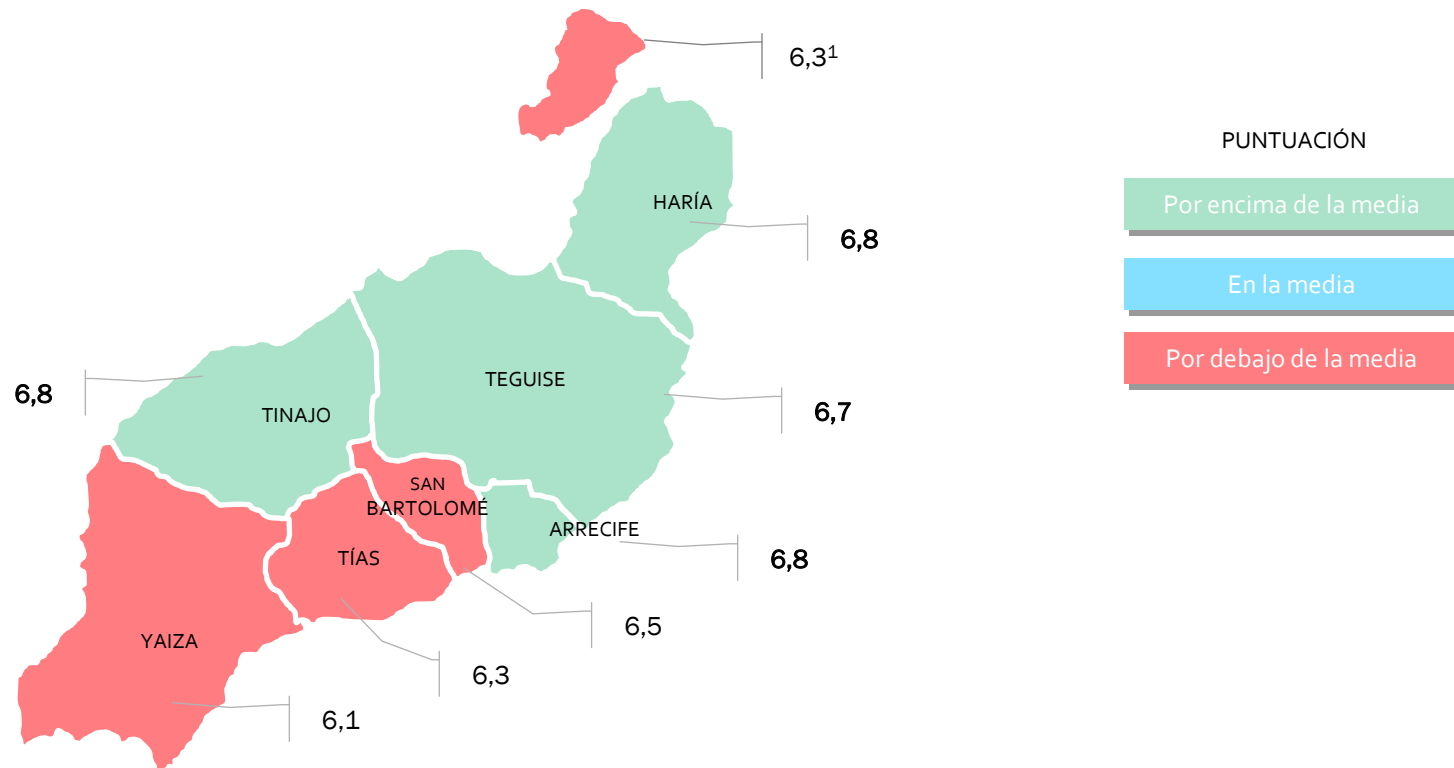 6,3¹
PUNTUACIÓN
Por encima de la media
HARÍA
6,8
En la media
Por debajo de la media
TEGUISE
6,8
TINAJO
6,7
SAN
BARTOLOMÉ
ARRECIFE
6,8
TÍAS
6,5
YAIZA
6,3
6,1